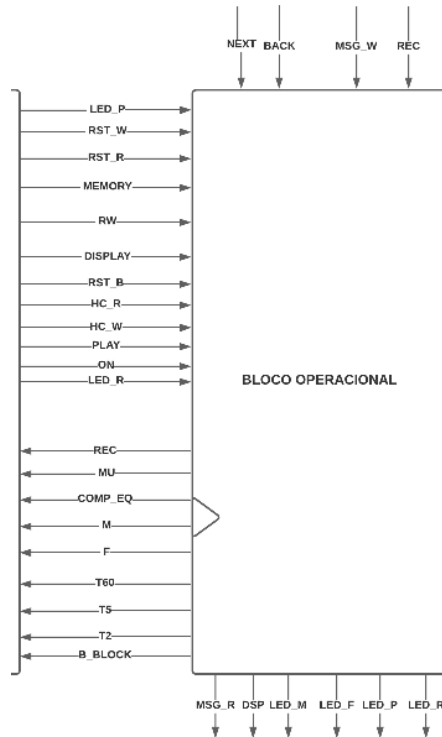 NEXT BACK MSG_W REC
LED_P
RST_W
RST_R
MEMORY
RW
DISPLAY
RST_B
HC_R
HC_W
PLAY
ON
LED_R
BLOCO OPERACIONAL
REC
MU
COMP_EQ
M
F
T60
T5
T2
B_BLOCK
MSG_R DSP LED_M LED_F LED_P LED_R